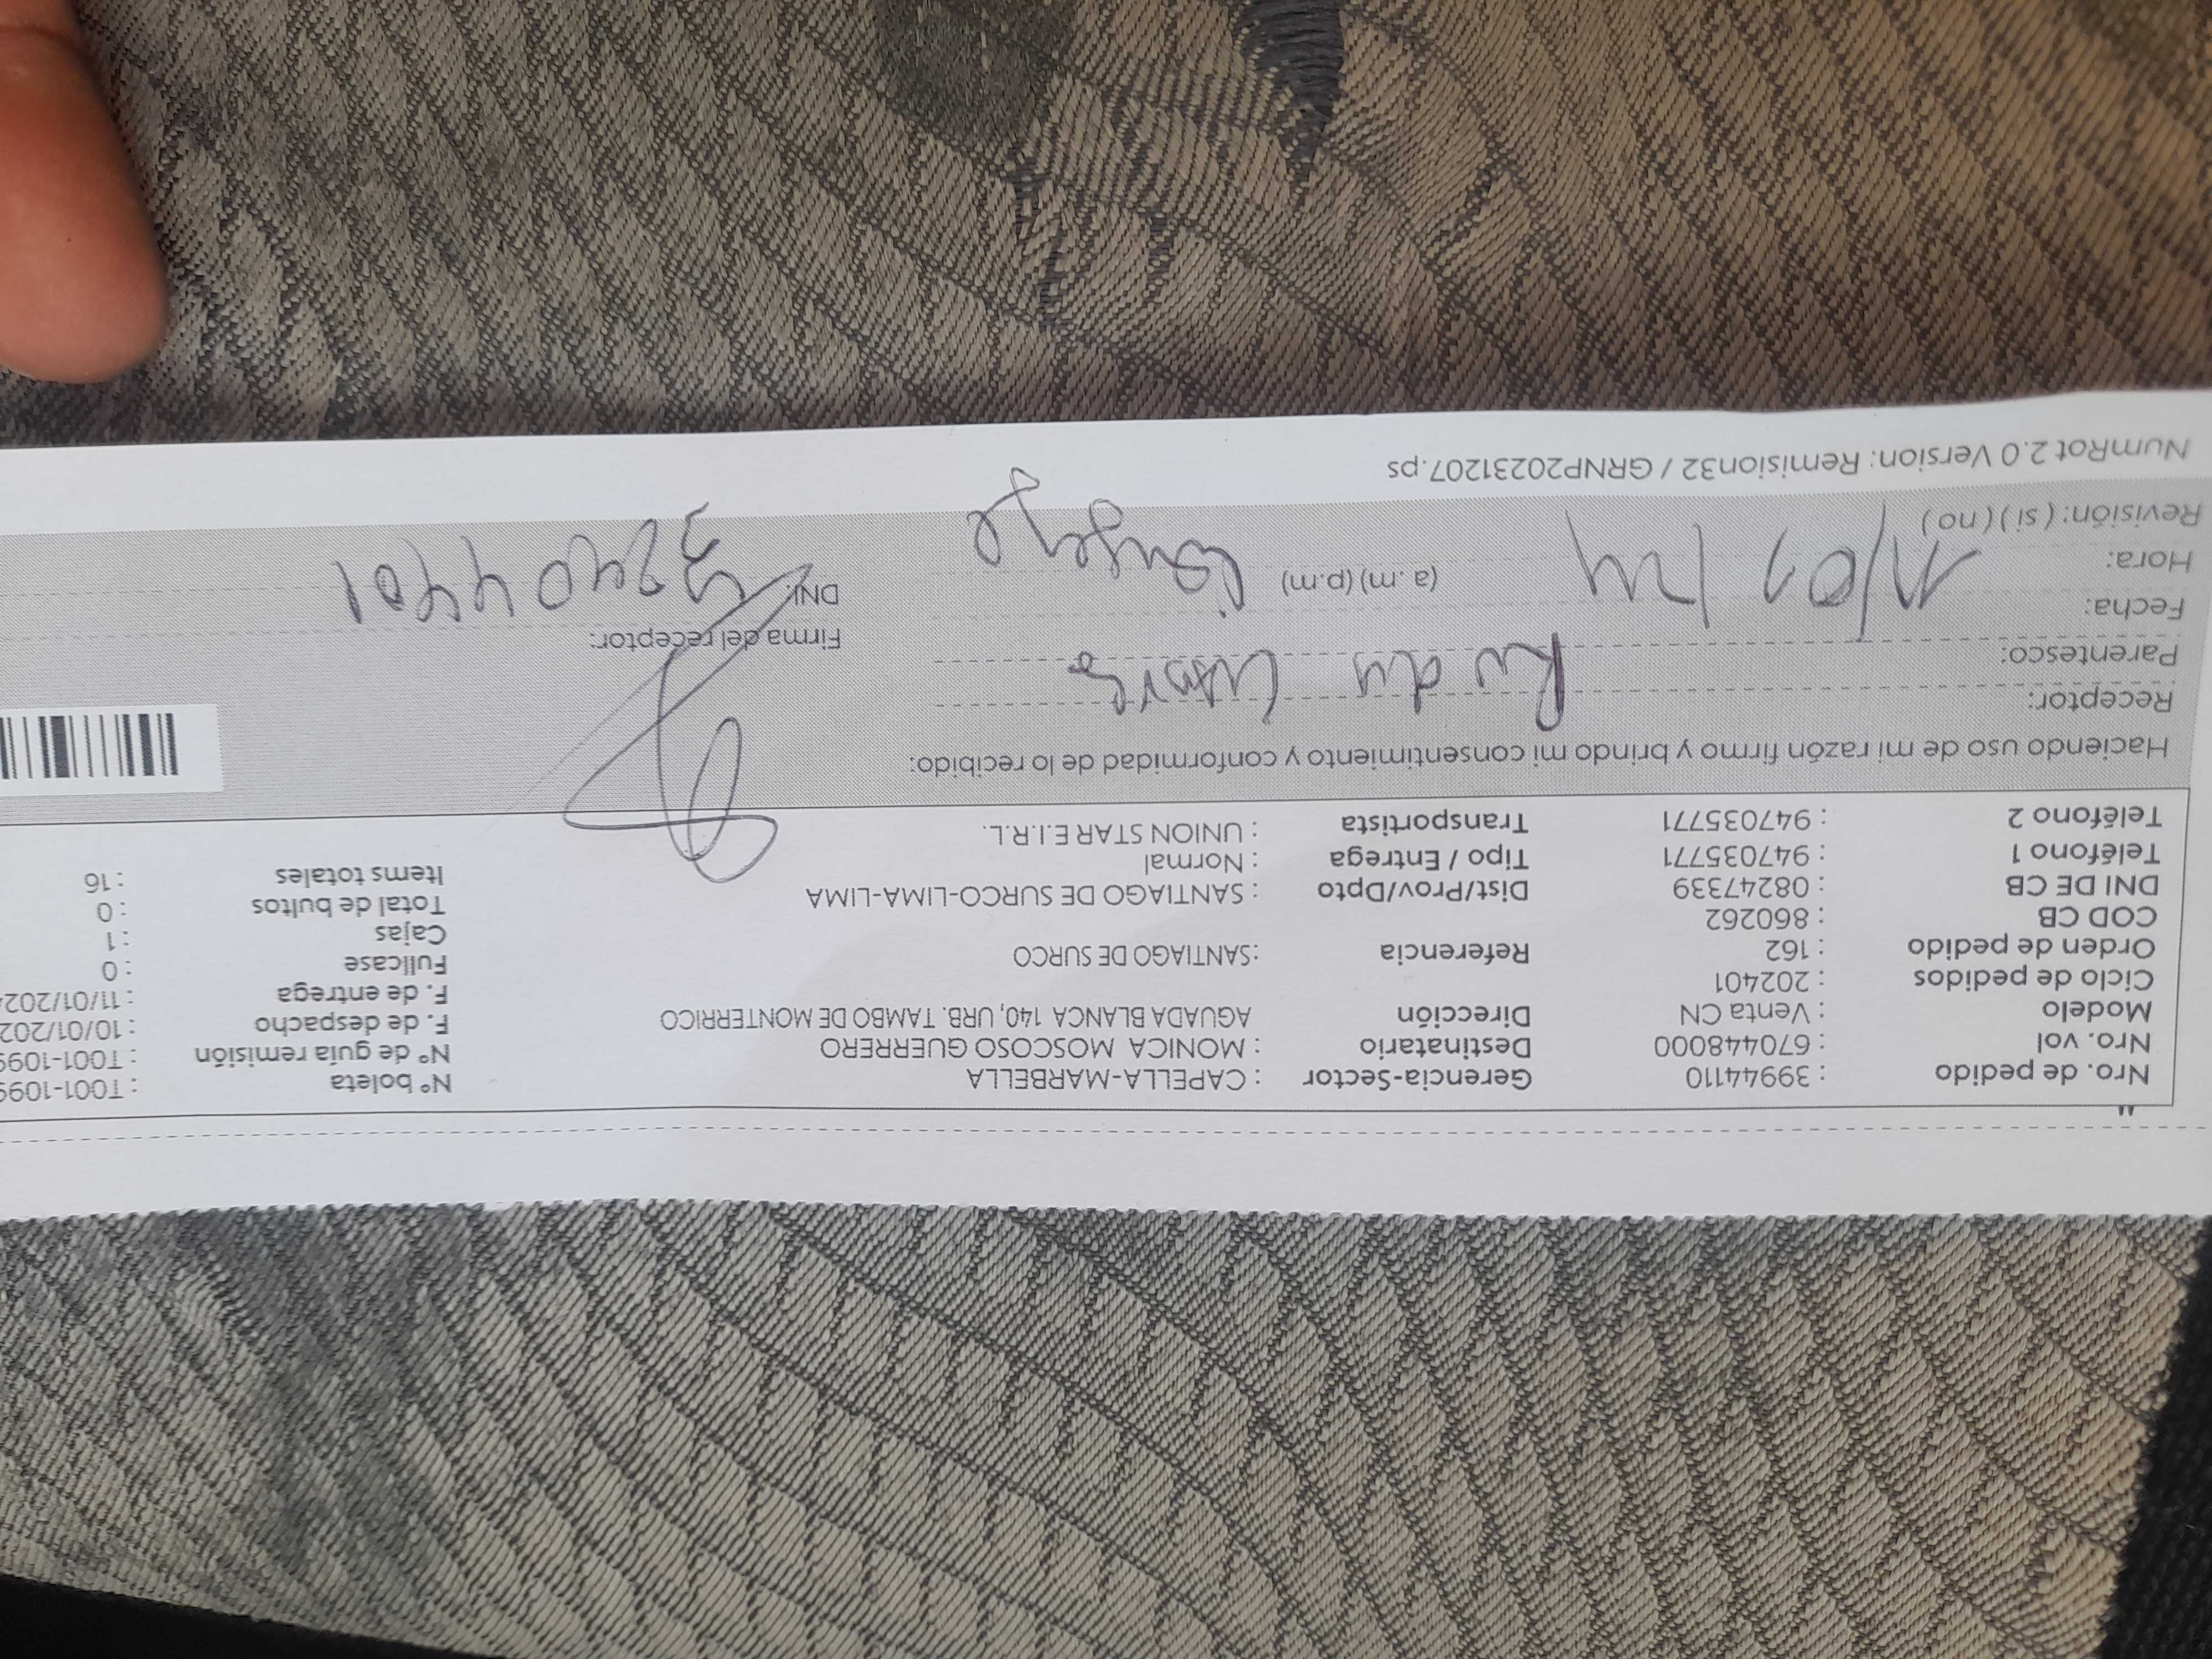 Nro. de pedido : 39944110 Gerencia-Sector : CAPELLA-MARBELLA Nº boleta : T001-1099
Nro. vol : 670448000 Destinatario : MONICA MOSCOSO GUERRERO Nº de guía remisión : T001-1099
Modelo : Venta CN Dirección AGUADA BLANCA 140, URB. TAMBO DE MONTERRICO F. de despacho : 10/01/202
Ciclo de pedidos : 202401 F. de entrega : 11/01/202
Orden de pedido : 162 Referencia :SANTIAGO DE SURCO Fullcase : 0
COD CB : 860262 Cajas : 1
DNI DE CB : 08247339 Dist/Prov/Dpto : SANTIAGO DE SURCO-LIMA-LIMA Total de bultos : 0
Teléfono 1 : 947035771 Tipo / Entrega : Normal Items totales : 16
Teléfono 2 : 947035771 Transportista : UNION STAR E.I.R.L.
Haciendo uso de mi razón firmo y brindo mi consentimiento y conformidad de lo recibido:
Receptor:
Parentesco: Firma del receptor:
Fecha: 11/01/24 DNI:
Hora: (a.m) (p.m)
Revisión: ( si ) ( no )
NumRot 2.0 Version: Remision32 / GRNP20231207.ps